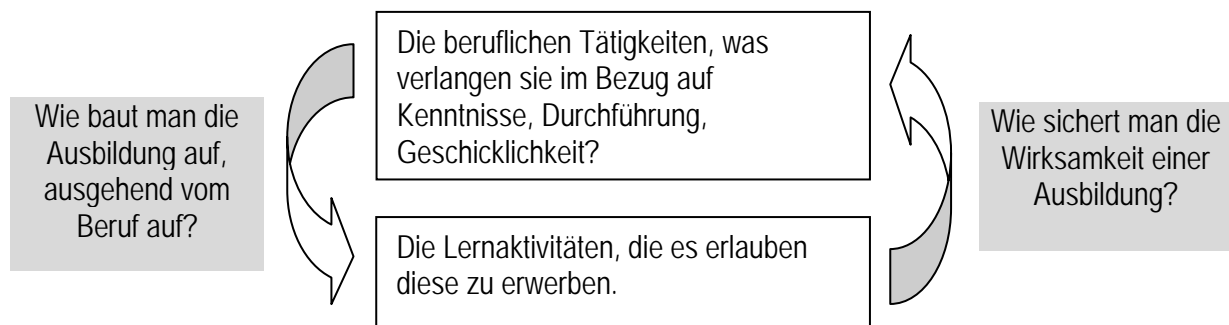 Die beruflichen Tätigkeiten, was
verlangen sie im Bezug auf
Kenntnisse, Durchführung,
Geschicklichkeit?
Wie baut man die
Ausbildung auf,
ausgehend vom
Beruf auf?
Wie sichert man die
Wirksamkeit einer
Ausbildung?
Die Lernaktivitäten, die es erlauben
diese zu erwerben.